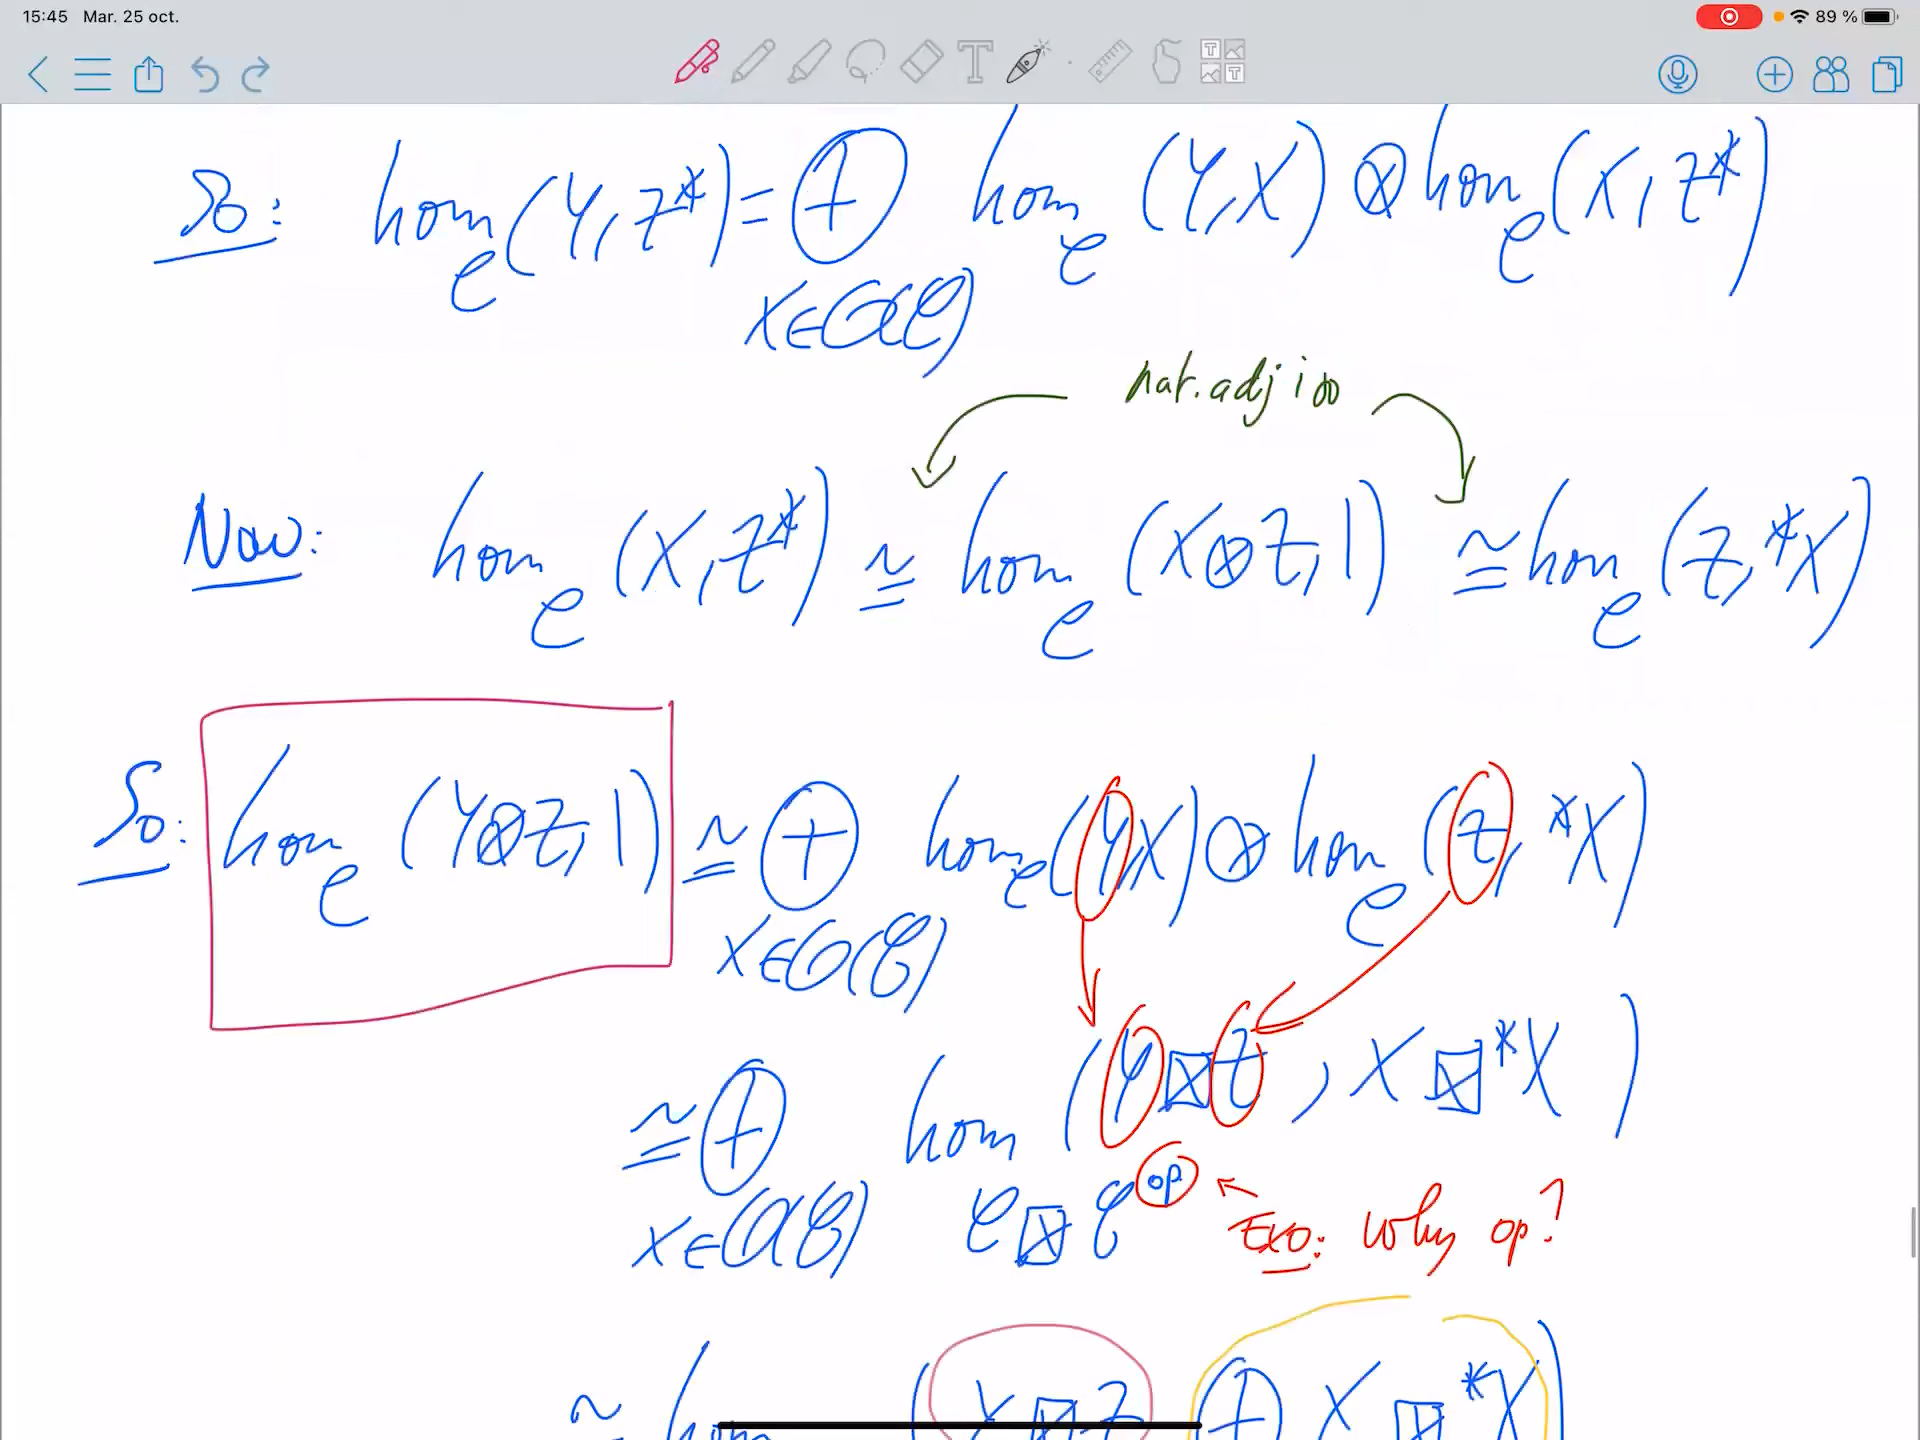 15:45 Mar. 25 oct. 89 %
So: hom_C (Y, Z*) = ⊕_{X∈O(C)} hom_C (Y, X) ⊗ hom_C (X, Z*)
nat. adj iso
Now: hom_C (X, Z*) ≅ hom_C (X⊗Z, 1) ≅ hom_C (Z, *X)
So: hom_C (Y⊗Z, 1) ≅ ⊕_{X∈O(C)} hom_C (Y, X) ⊗ hom_C (Z, *X)
≅ ⊕_{X∈O(C)} hom_{C⊠C^op} (Y⊠Z, X⊠*X)
Exo: Why op?
≅ hom (Y⊠Z, ⊕ X⊠*X)